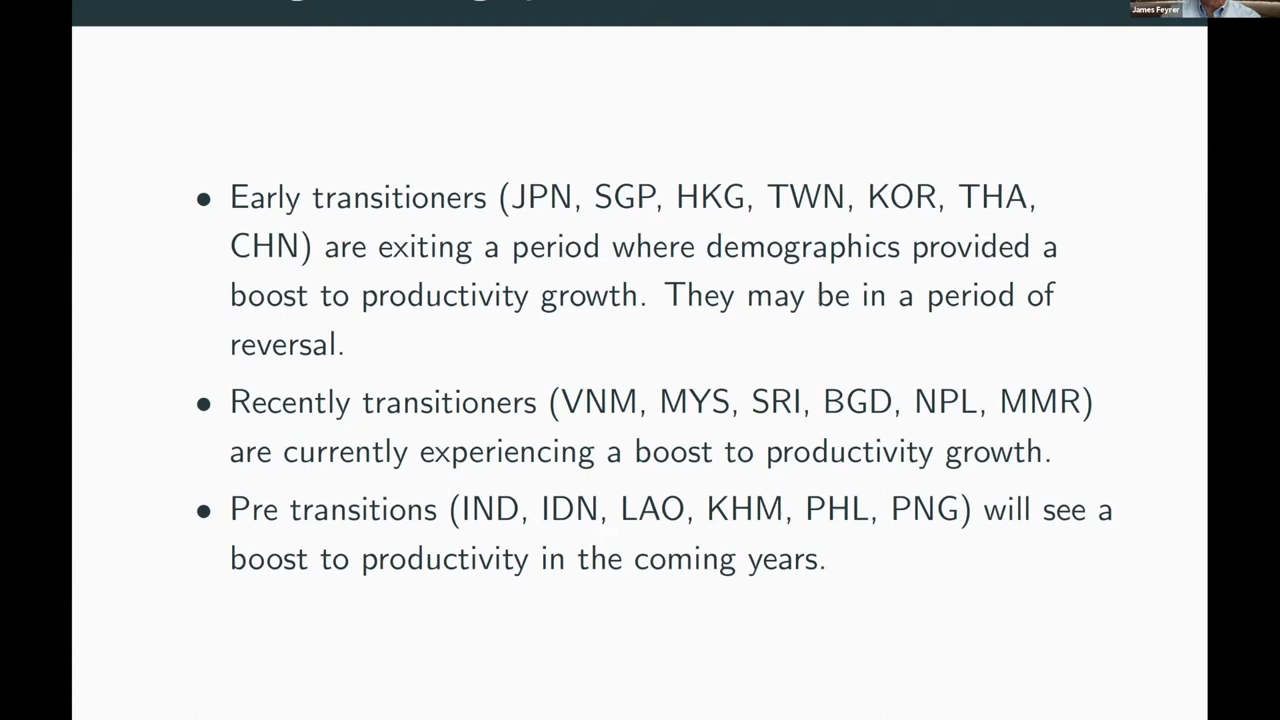 James Feyrer
• Early transitioners (JPN, SGP, HKG, TWN, KOR, THA,
CHN) are exiting a period where demographics provided a
boost to productivity growth. They may be in a period of
reversal.
• Recently transitioners (VNM, MYS, SRI, BGD, NPL, MMR)
are currently experiencing a boost to productivity growth.
• Pre transitions (IND, IDN, LAO, KHM, PHL, PNG) will see a
boost to productivity in the coming years.